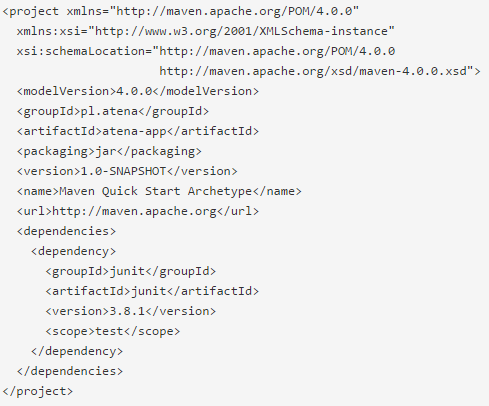 <project xmlns="http://maven.apache.org/POM/4.0.0"
  xmlns:xsi="http://www.w3.org/2001/XMLSchema-instance"
  xsi:schemaLocation="http://maven.apache.org/POM/4.0.0
                      http://maven.apache.org/xsd/maven-4.0.0.xsd">
  <modelVersion>4.0.0</modelVersion>
  <groupId>pl.atena</groupId>
  <artifactId>atena-app</artifactId>
  <packaging>jar</packaging>
  <version>1.0-SNAPSHOT</version>
  <name>Maven Quick Start Archetype</name>
  <url>http://maven.apache.org</url>
  <dependencies>
    <dependency>
      <groupId>junit</groupId>
      <artifactId>junit</artifactId>
      <version>3.8.1</version>
      <scope>test</scope>
    </dependency>
  </dependencies>
</project>